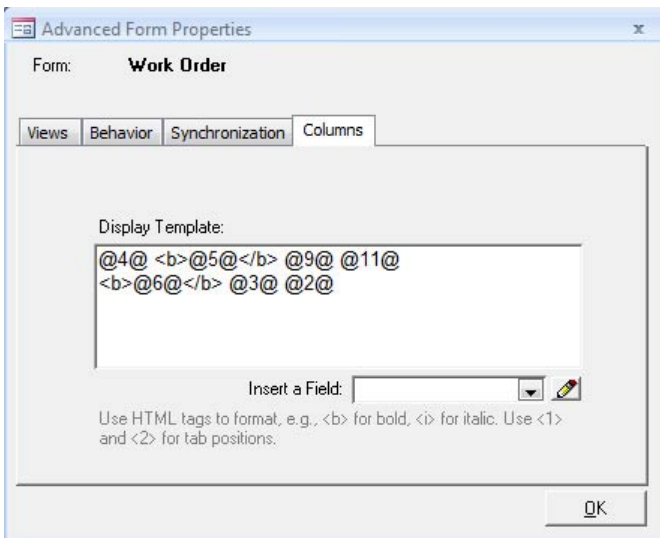 Advanced Form Properties
x
Form: Work Order
Views Behavior Synchronization Columns
Display Template:
@4@ <b>@5@</b> @9@ @11@
<b>@6@</b> @3@ @2@
Insert a Field:
Use HTML tags to format, e.g., <b> for bold, <i> for italic. Use <1>
and <2> for tab positions.
OK